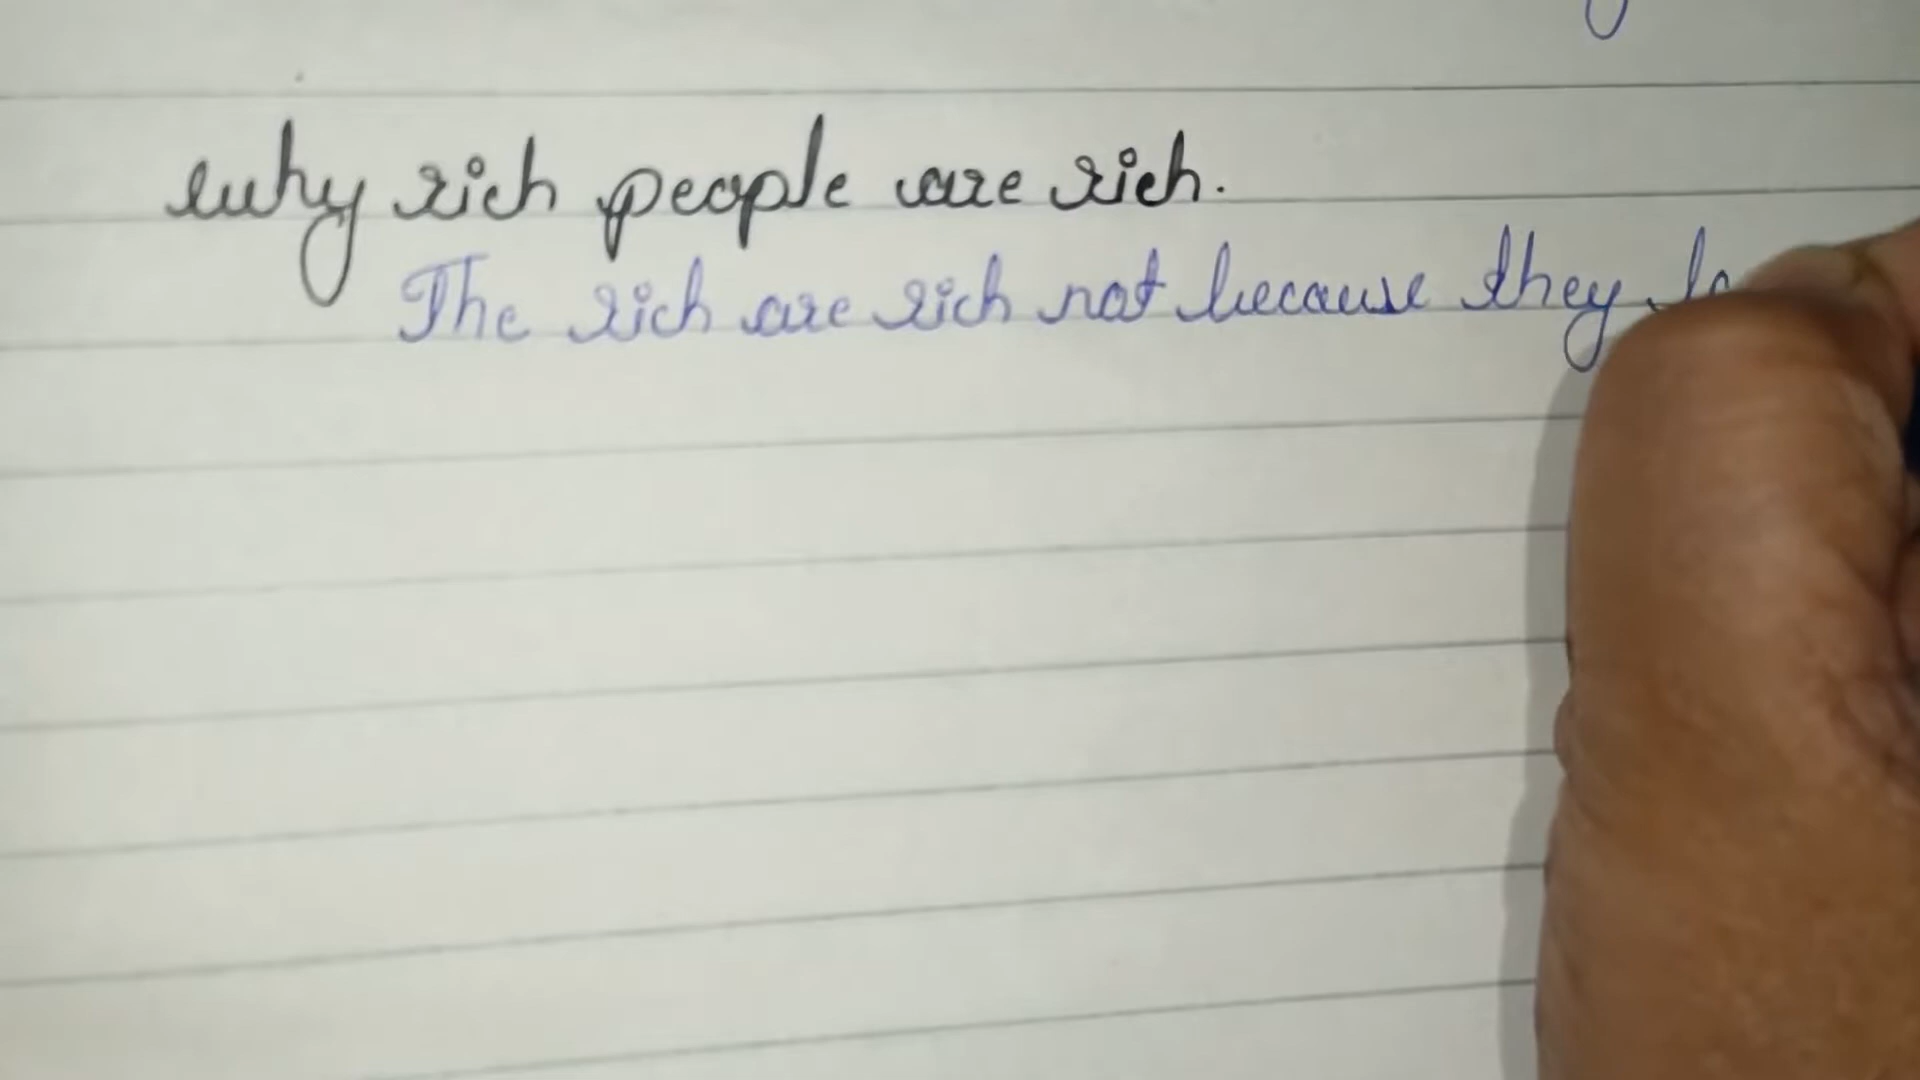 why rich people are rich.
The rich are rich not because they